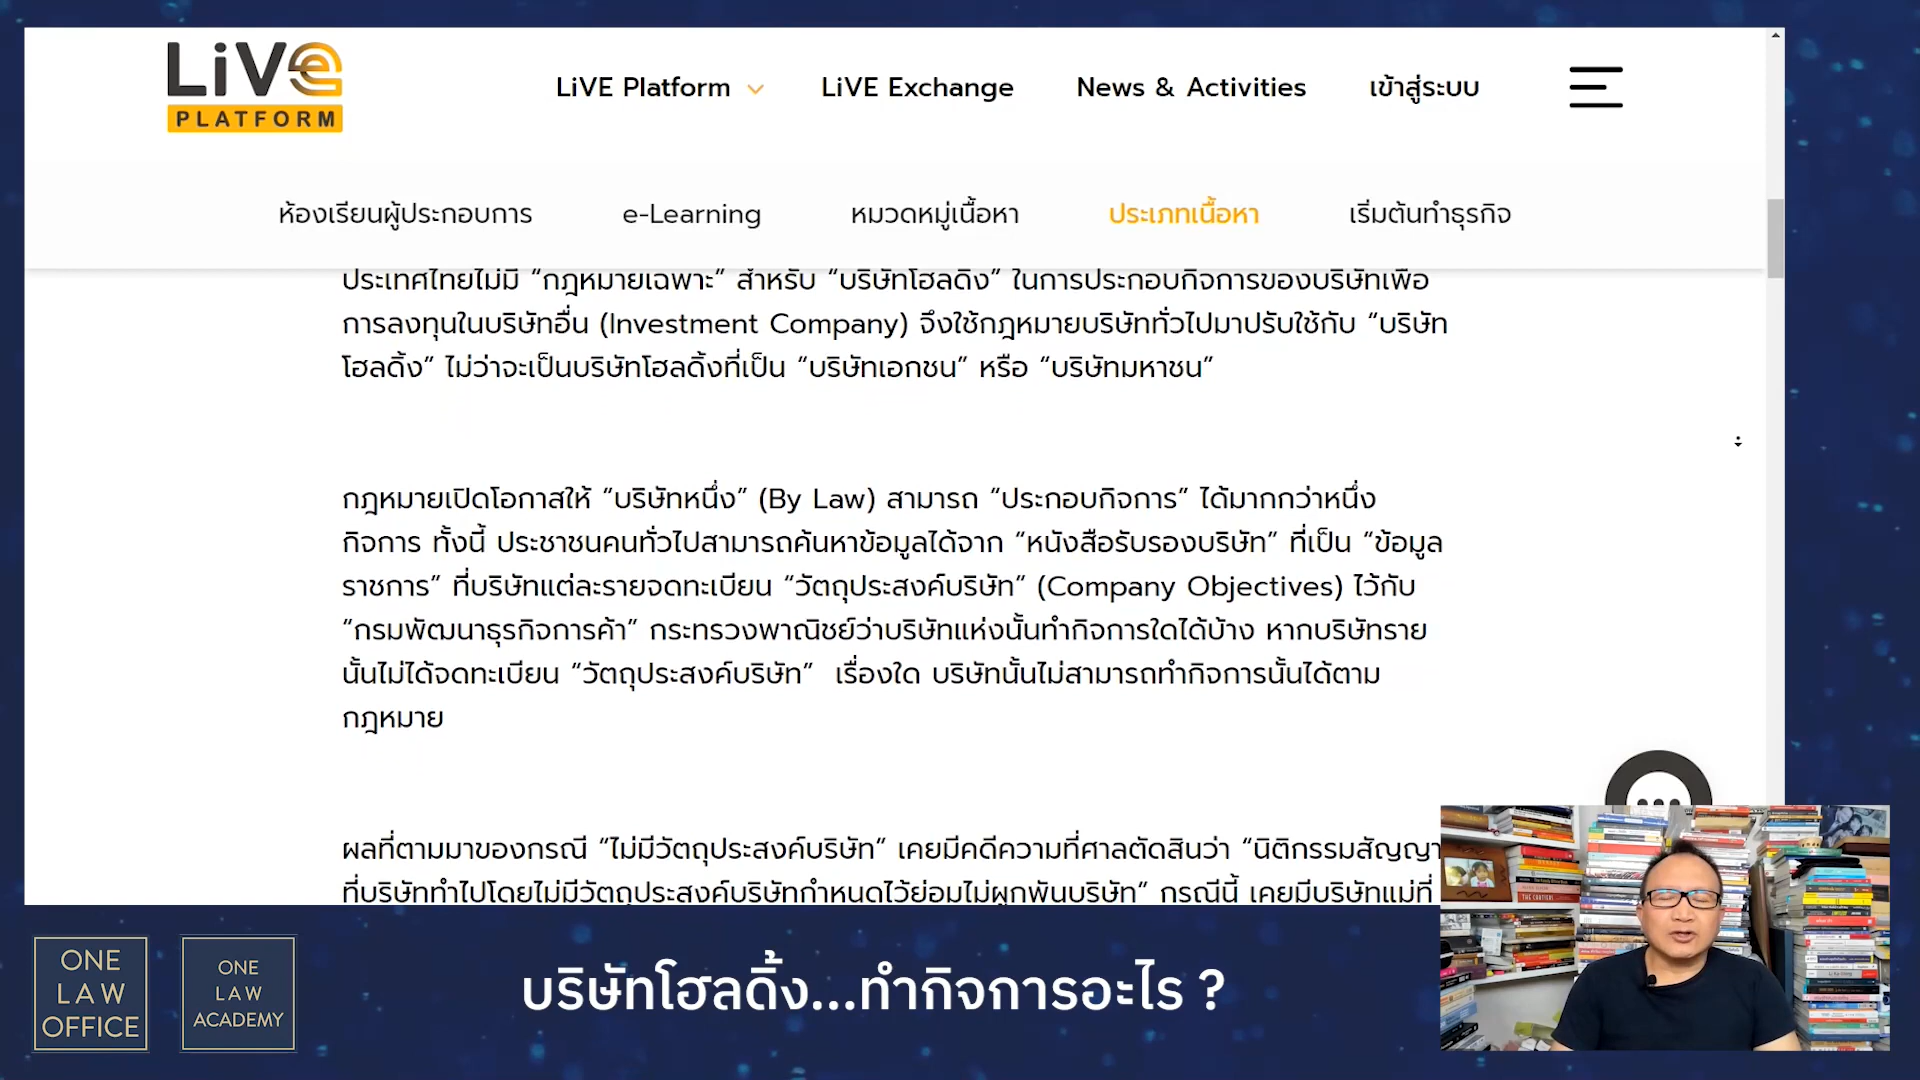 LiVe
PLATFORM
LiVE Platform
LiVE Exchange
News & Activities
เข้าสู่ระบบ
ห้องเรียนผู้ประกอบการ
e-Learning
หมวดหมู่เนื้อหา
ประเภทเนื้อหา
เริ่มต้นทำธุรกิจ
ประเทศไทยไม่มี “กฎหมายเฉพาะ” สำหรับ “บริษัทโฮลดิ้ง” ในการประกอบกิจการของบริษัทเพื่อ
การลงทุนในบริษัทอื่น (Investment Company) จึงใช้กฎหมายบริษัททั่วไปมาปรับใช้กับ “บริษัท
โฮลดิ้ง” ไม่ว่าจะเป็นบริษัทโฮลดิ้งที่เป็น “บริษัทเอกชน” หรือ “บริษัทมหาชน”
กฎหมายเปิดโอกาสให้ “บริษัทหนึ่ง” (By Law) สามารถ “ประกอบกิจการ” ได้มากกว่าหนึ่ง
กิจการ ทั้งนี้ ประชาชนคนทั่วไปสามารถค้นหาข้อมูลได้จาก “หนังสือรับรองบริษัท” ที่เป็น “ข้อมูล
ราชการ” ที่บริษัทแต่ละรายจดทะเบียน “วัตถุประสงค์บริษัท” (Company Objectives) ไว้กับ
“กรมพัฒนาธุรกิจการค้า” กระทรวงพาณิชย์ว่าบริษัทแห่งนั้นทำกิจการใดได้บ้าง หากบริษัทราย
นั้นไม่ได้จดทะเบียน “วัตถุประสงค์บริษัท” เรื่องใด บริษัทนั้นไม่สามารถทำกิจการนั้นได้ตาม
กฎหมาย
ผลที่ตามมาของกรณี “ไม่มีวัตถุประสงค์บริษัท” เคยมีคดีความที่ศาลตัดสินว่า “นิติกรรมสัญญา
ที่บริษัททำไปโดยไม่มีวัตถุประสงค์บริษัทกำหนดไว้ย่อมไม่ผูกพันบริษัท” กรณีนี้ เคยมีบริษัทแม่ที่
ONE
LAW
OFFICE
ONE
LAW
ACADEMY
บริษัทโฮลดิ้ง...ทำกิจการอะไร ?